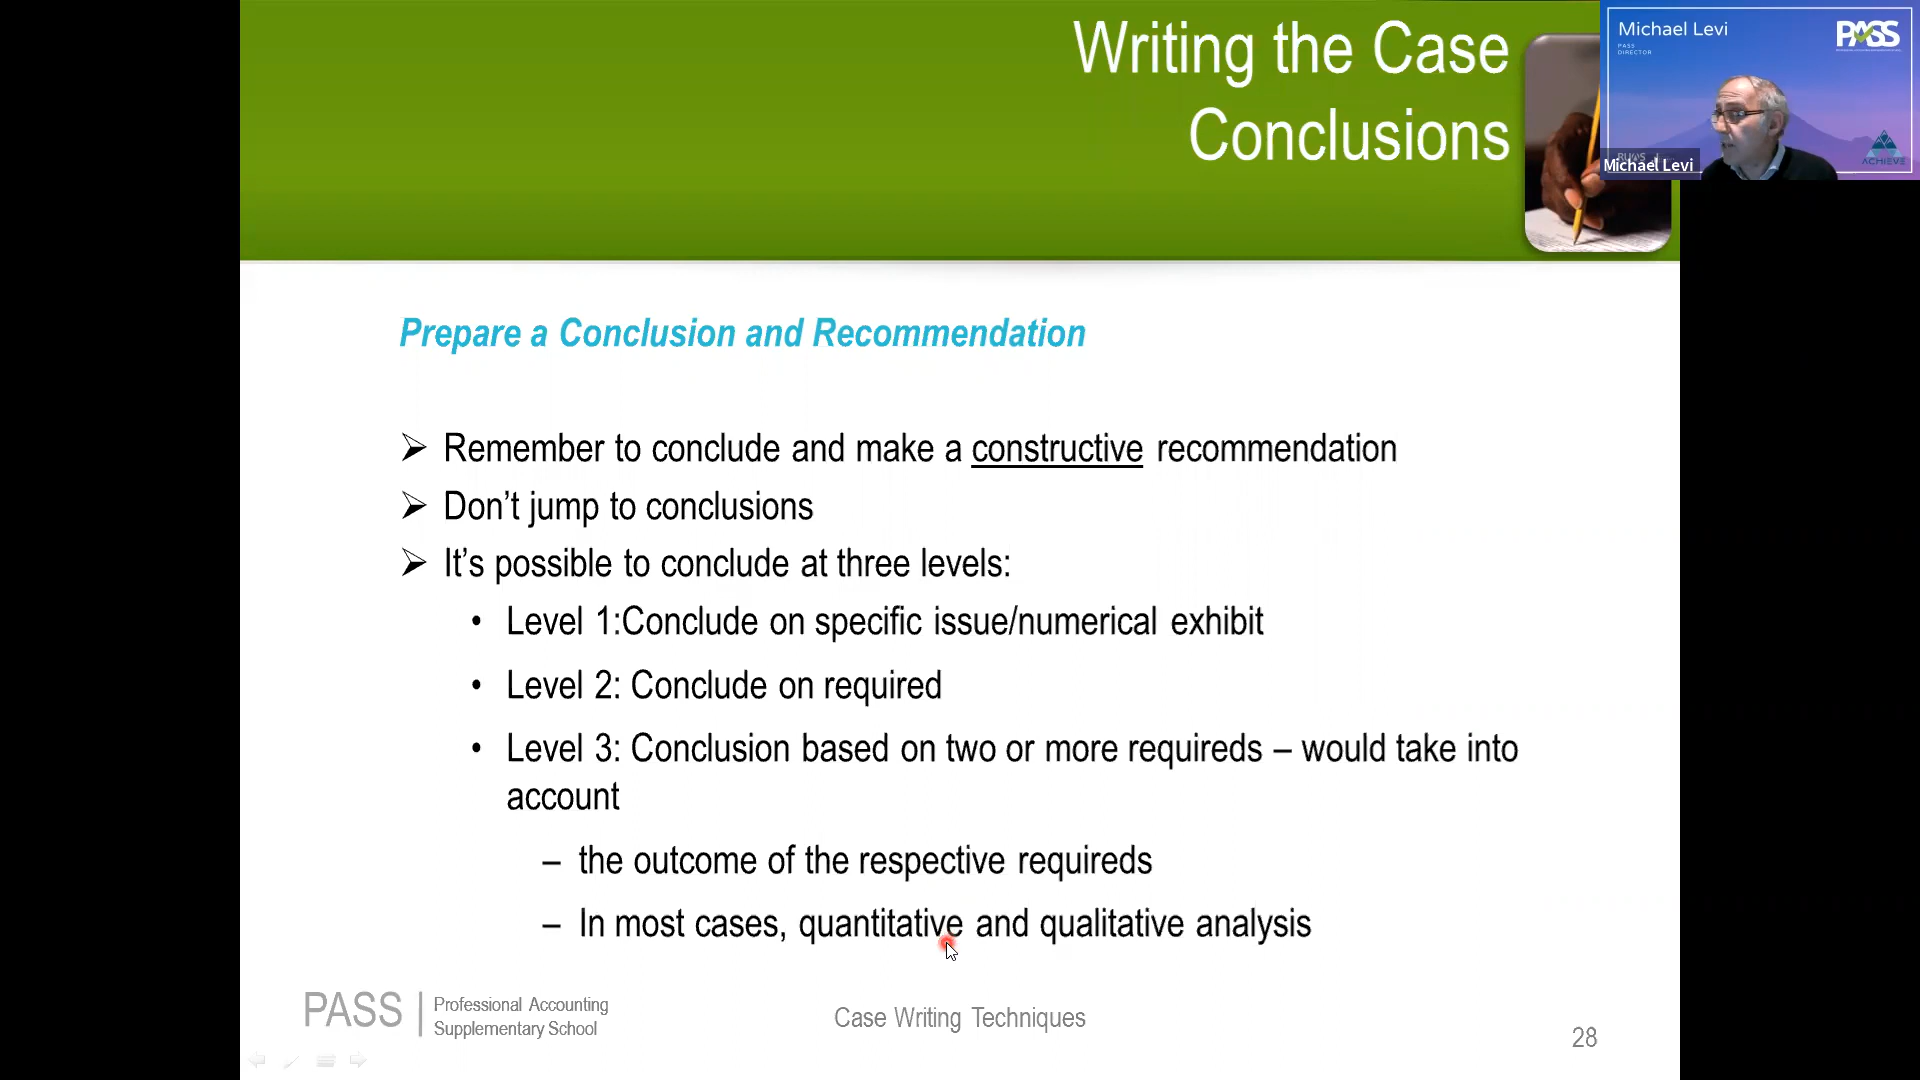 Writing the Case
Conclusions
Michael Levi
PASS
DIRECTOR
PASS
ACHIEVE
Michael Levi
Prepare a Conclusion and Recommendation
➢ Remember to conclude and make a constructive recommendation
➢ Don’t jump to conclusions
➢ It’s possible to conclude at three levels:
• Level 1:Conclude on specific issue/numerical exhibit
• Level 2: Conclude on required
• Level 3: Conclusion based on two or more requireds – would take into
account
– the outcome of the respective requireds
– In most cases, quantitative and qualitative analysis
PASS | Professional Accounting
Supplementary School
Case Writing Techniques
28